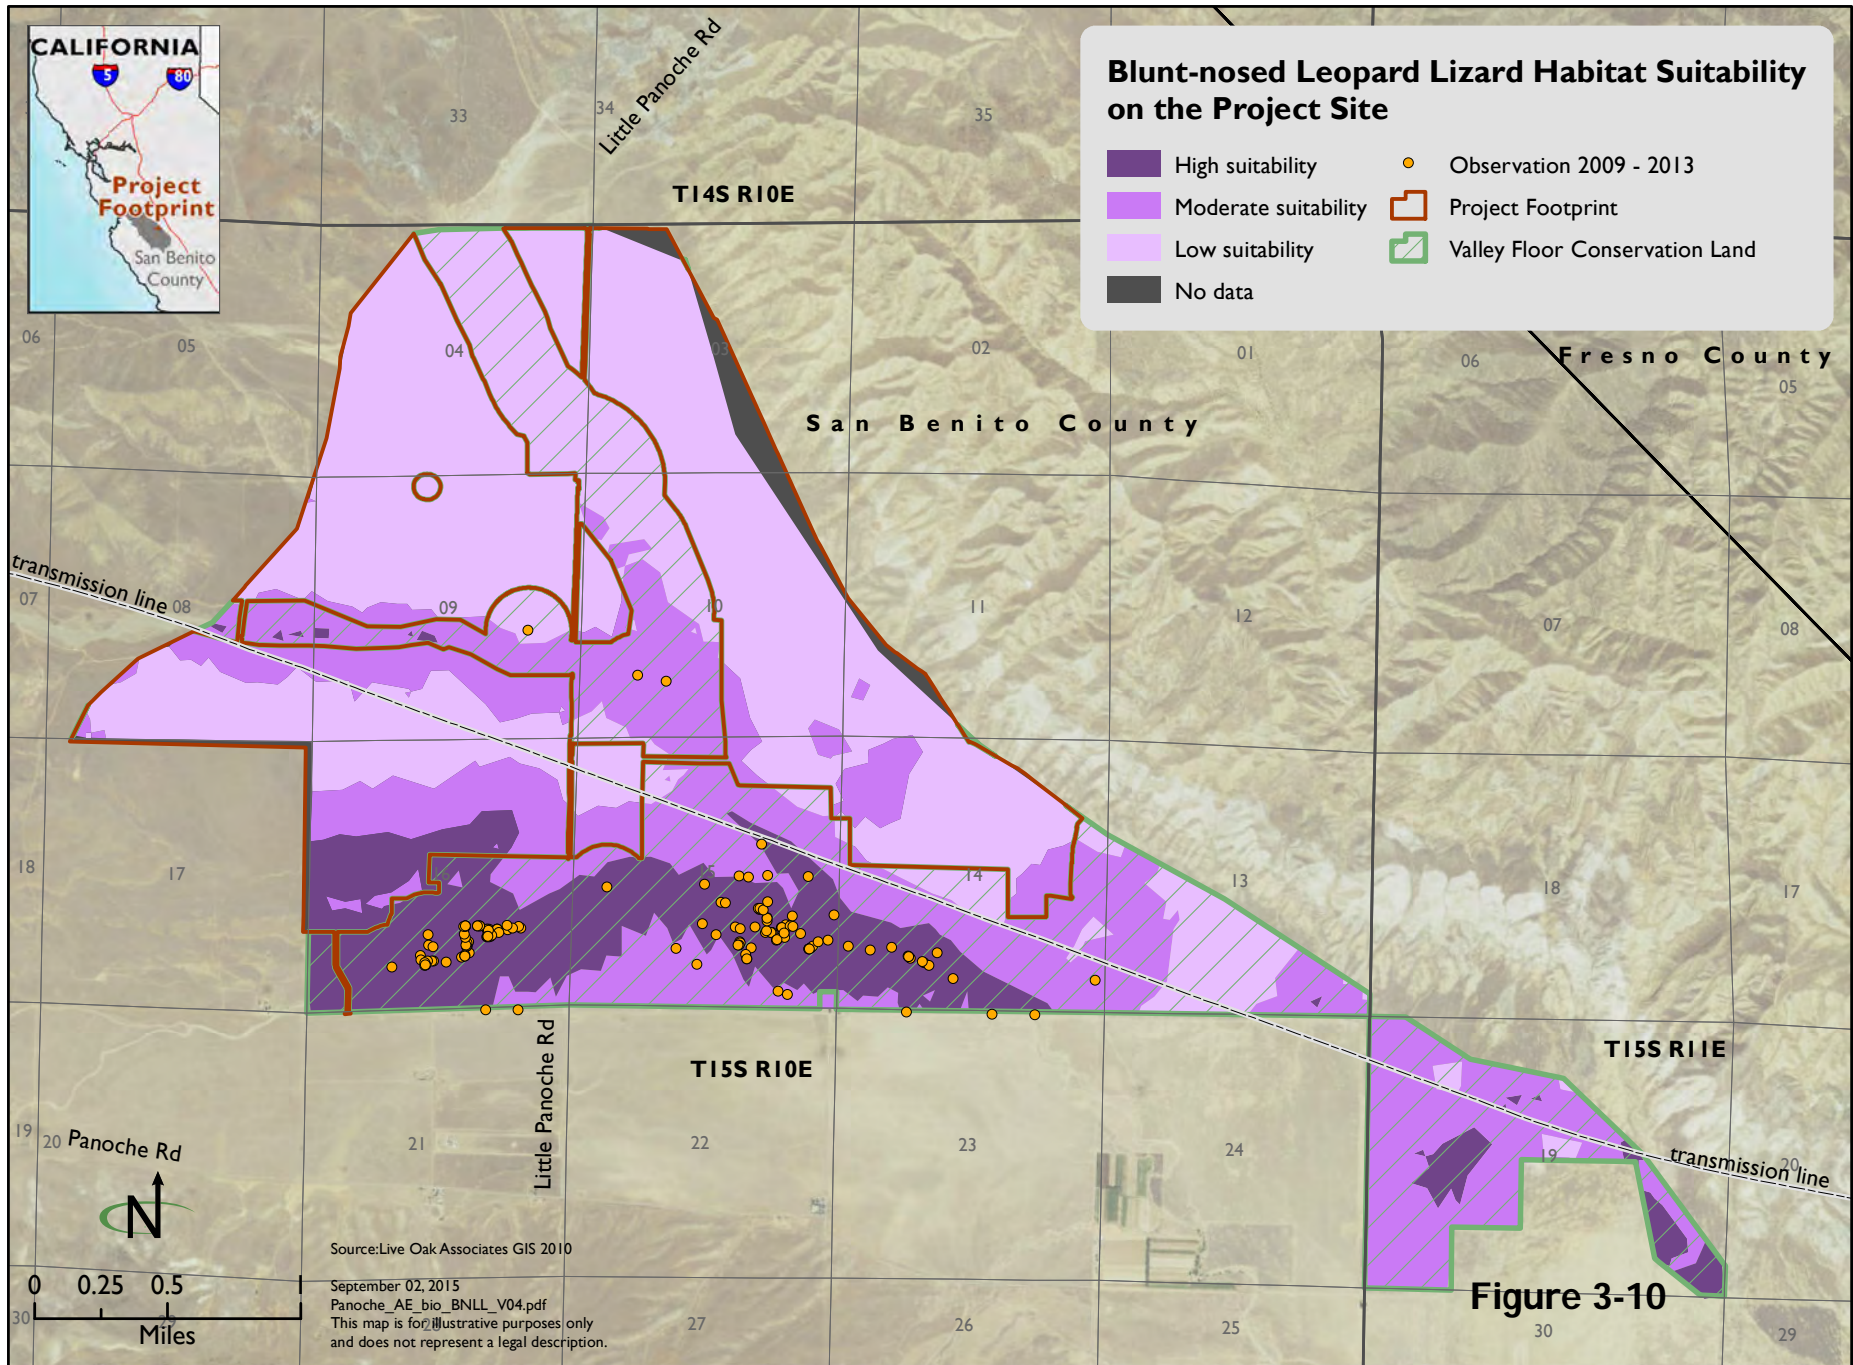 CALIFORNIA
5
80
Project
Footprint
San Benito
County
Blunt-nosed Leopard Lizard Habitat Suitability
on the Project Site
High suitability
Observation 2009 - 2013
Moderate suitability
Project Footprint
Low suitability
Valley Floor Conservation Land
No data
33
34
Little Panoche Rd
35
T14S R10E
06
05
04
03
02
01
06
Fresno County
05
San Benito County
transmission line
07
08
09
10
11
12
07
08
18
17
16
15
14
13
18
17
T15S R10E
T15S R11E
Little Panoche Rd
19
20
Panoche Rd
21
22
23
24
19
20
transmission line
N
0 0.25 0.5 1
Miles
Source:Live Oak Associates GIS 2010
September 02, 2015
Panoche_AE_bio_BNLL_V04.pdf
This map is for illustrative purposes only
and does not represent a legal description.
Figure 3-10
30
29
28
27
26
25
30
29